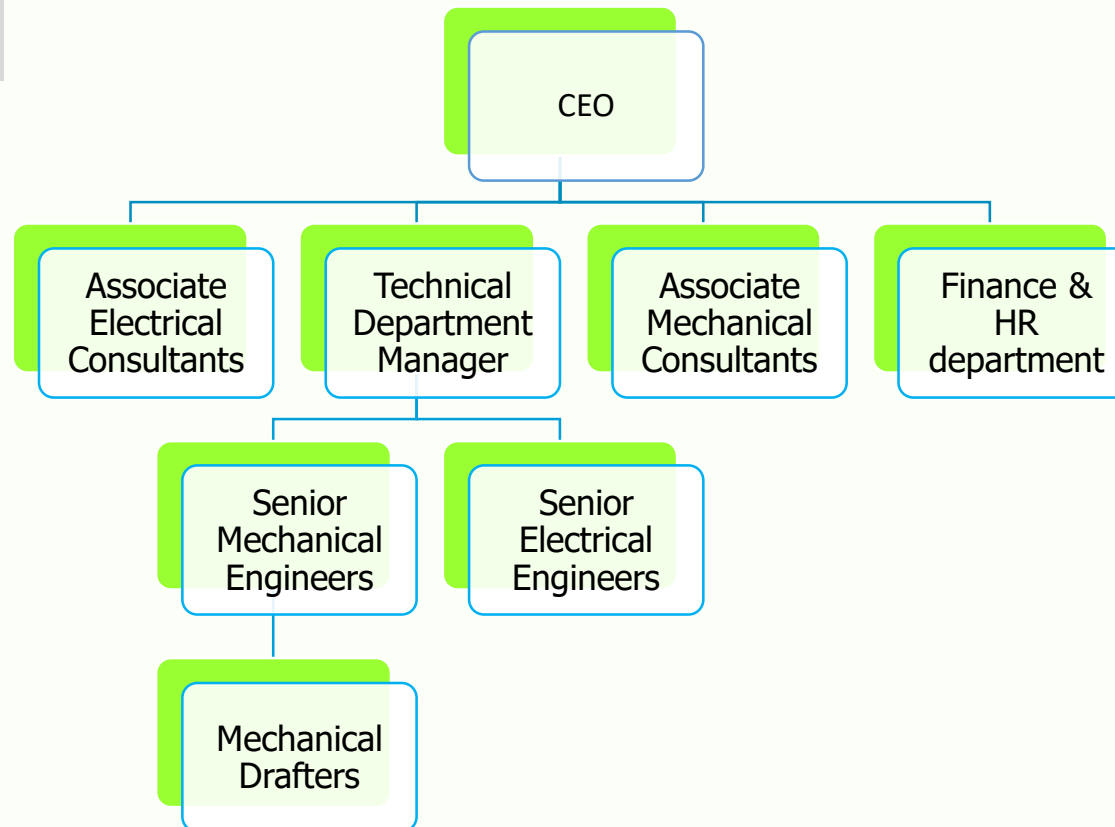 CEO
Associate
Electrical
Consultants
Technical
Department
Manager
Associate
Mechanical
Consultants
Finance &
HR
department
Senior
Mechanical
Engineers
Senior
Electrical
Engineers
Mechanical
Drafters